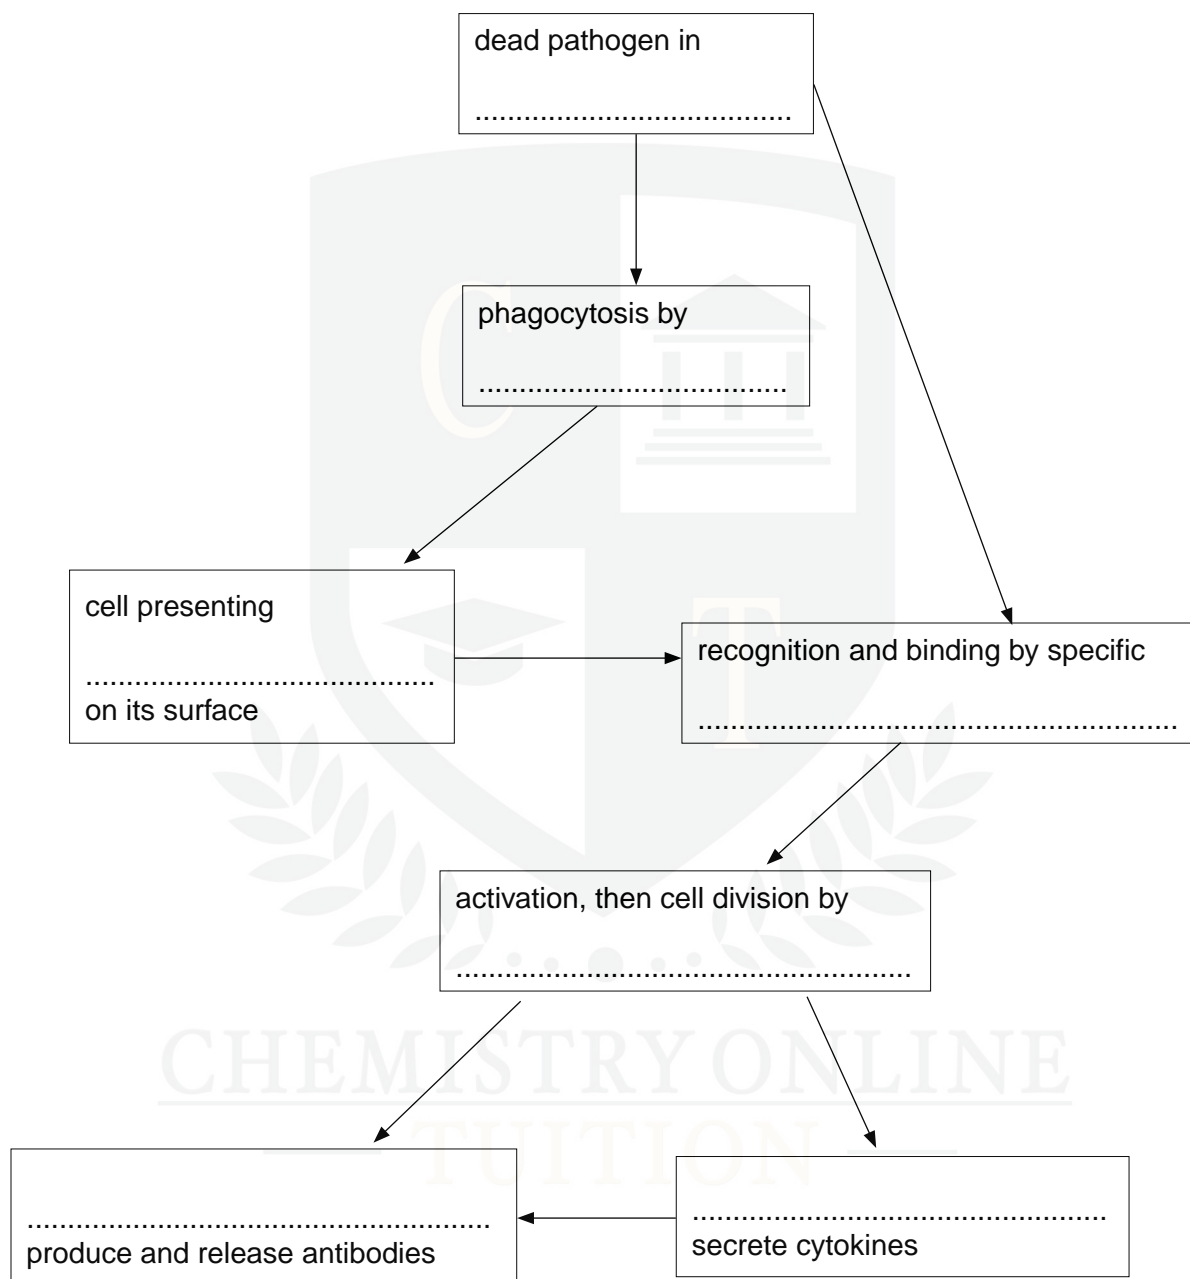 dead pathogen in
.......................................
phagocytosis by
......................................
cell presenting
...........................................
on its surface
recognition and binding by specific
...........................................................
activation, then cell division by
........................................................
.........................................................
produce and release antibodies
...................................................
secrete cytokines
C
T
CHEMISTRY ONLINE
TUITION